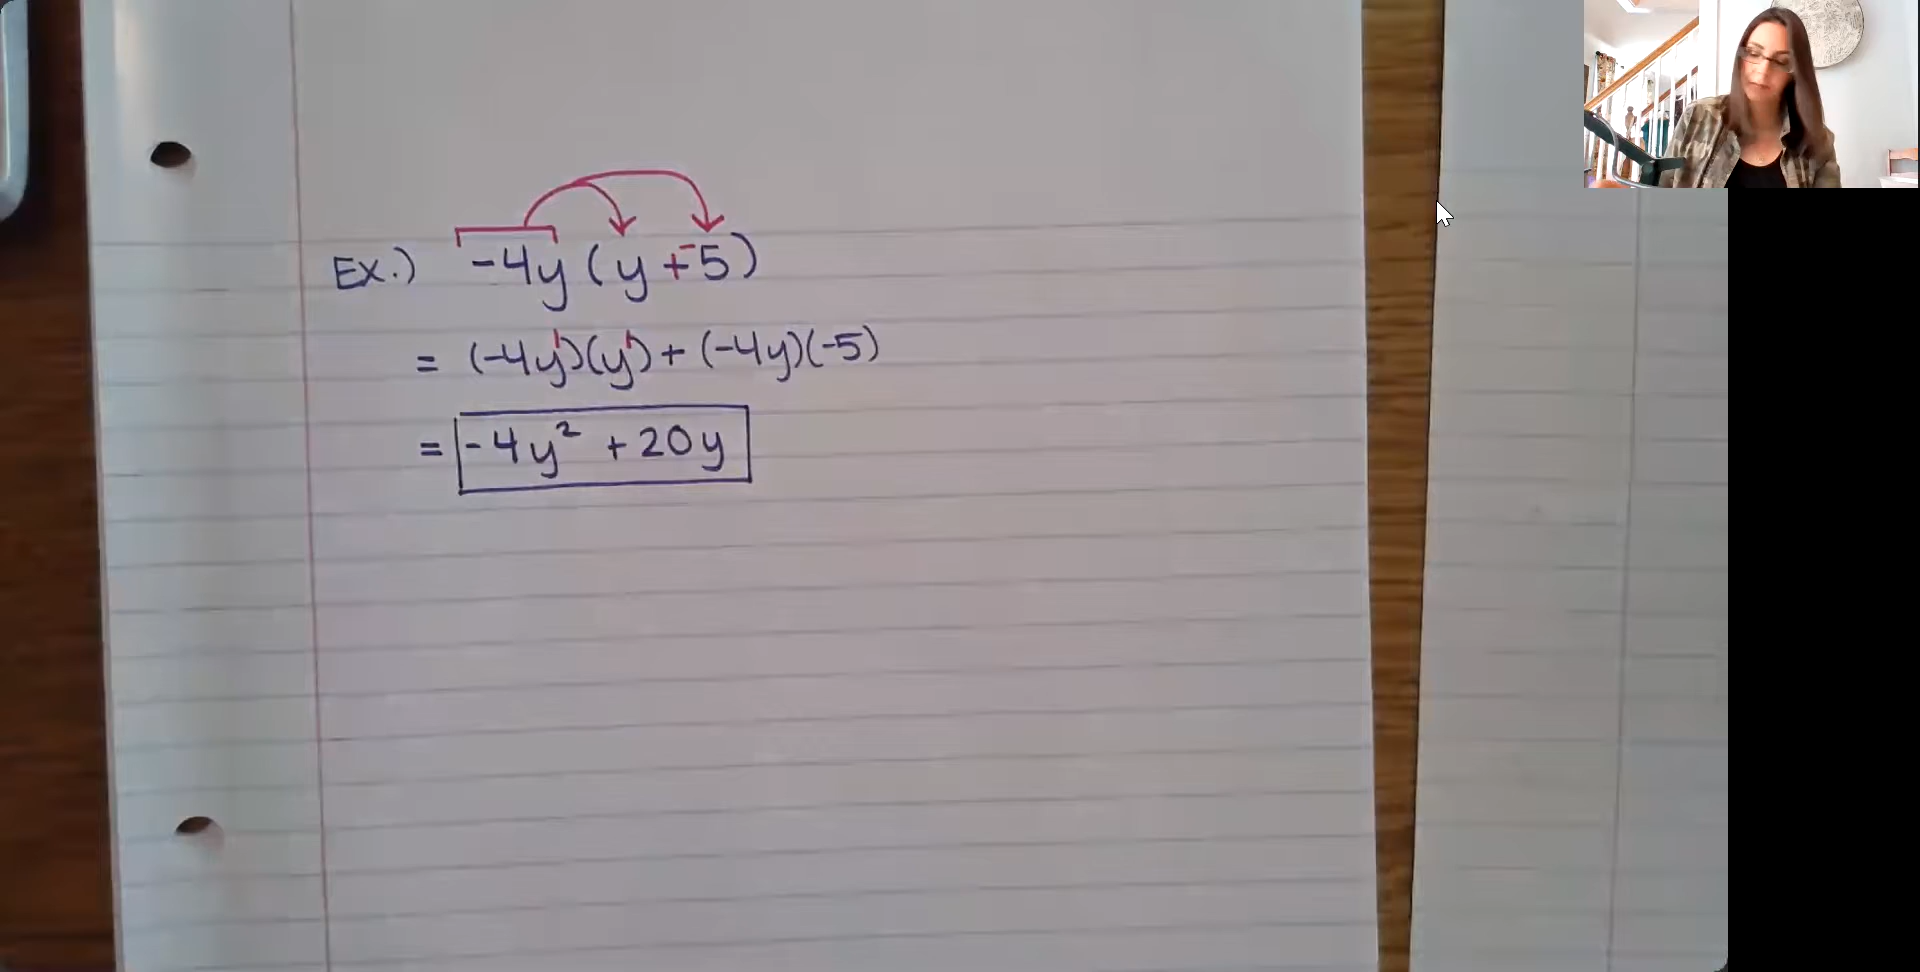 Ex.) -4y (y + -5)
= (-4y¹)(y¹) + (-4y)(-5)
= -4y² + 20y